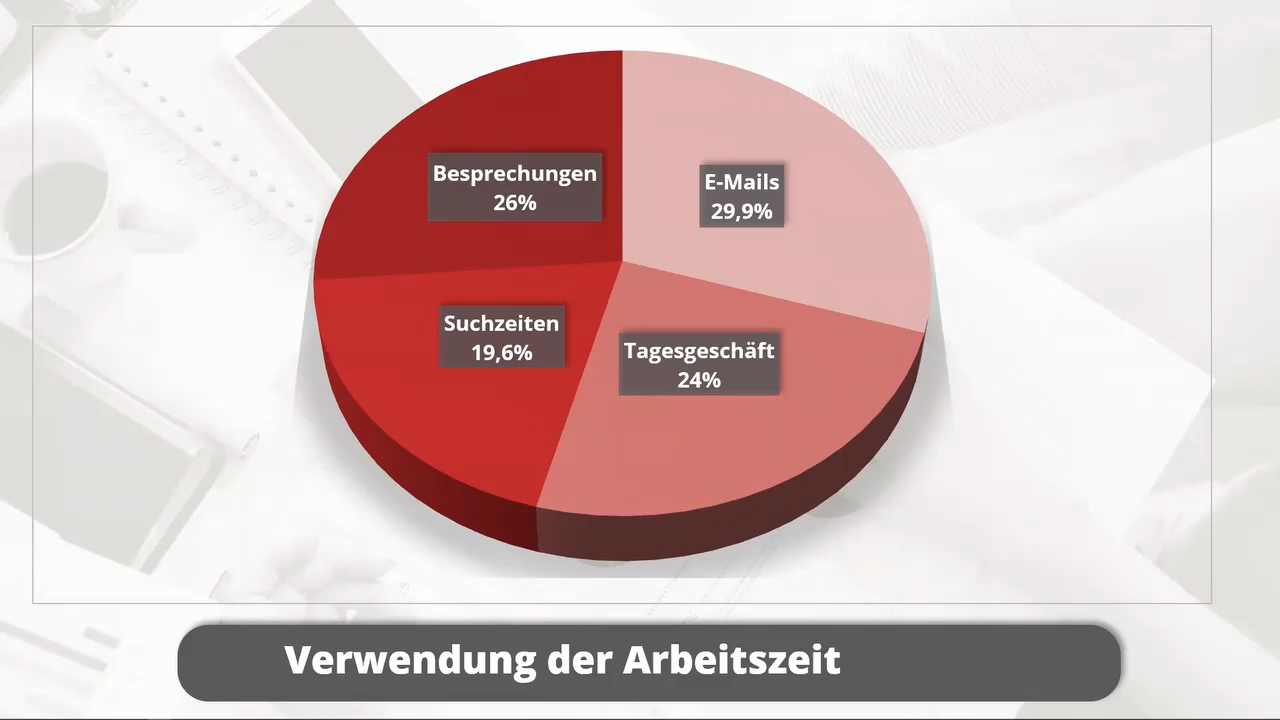 Besprechungen
26%
E-Mails
29,9%
Suchzeiten
19,6%
Tagesgeschäft
24%
Verwendung der Arbeitszeit